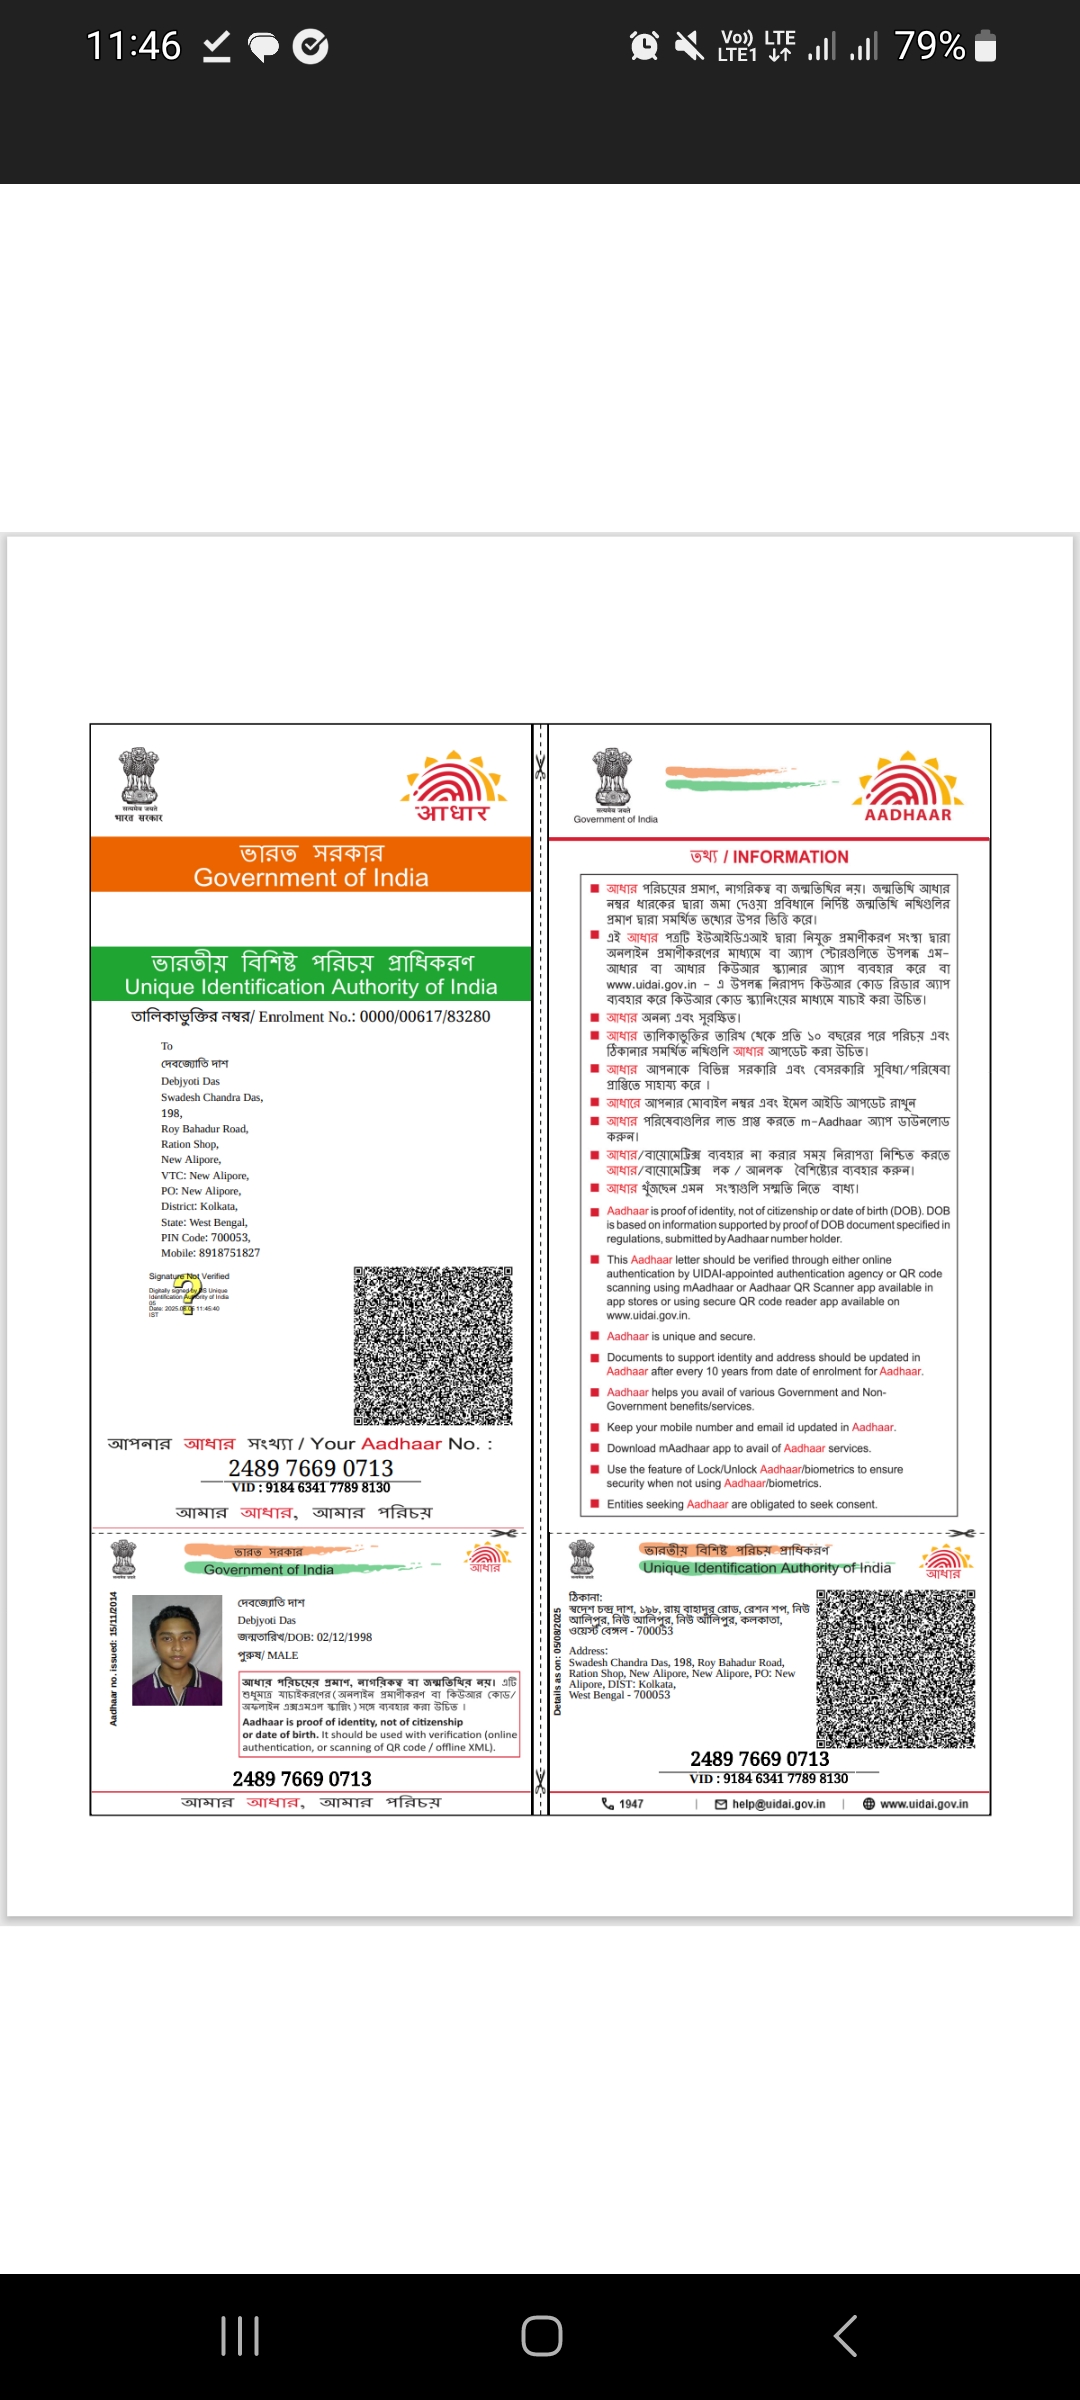 11:46
Vo)) LTE
LTE1
79%
सत्यमेव जयते
भारत सरकार
आधार
ভারত সরকার
Government of India
ভারতীয় বিশিষ্ট পরিচয় প্রাধিকরণ
Unique Identification Authority of India
তালিকাভুক্তির নম্বর/ Enrolment No.: 0000/00617/83280
To
দেবজ্যোতি দাশ
Debjyoti Das
Swadesh Chandra Das,
198,
Roy Bahadur Road,
Ration Shop,
New Alipore,
VTC: New Alipore,
PO: New Alipore,
District: Kolkata,
State: West Bengal,
PIN Code: 700053,
Mobile: 8918751827
Signature Not Verified
Digitally signed by DS Unique
Identification Authority of India
05
Date: 2025.08.05 11:45:40
IST
আপনার আধার সংখ্যা / Your Aadhaar No. :
2489 7669 0713
VID : 9184 6341 7789 8130
আমার আধার, আমার পরিচয়
सत्यमेव जयते
Government of India
AADHAAR
তথ্য / INFORMATION
আধার পরিচয়ের প্রমাণ, নাগরিকত্ব বা জন্মতিথির নয়। জন্মতিথি আধার
নম্বর ধারকের দ্বারা জমা দেওয়া প্রবিধানে নির্দিষ্ট জন্মতিথি নথিগুলির
প্রমাণ দ্বারা সমর্থিত তথ্যের উপর ভিত্তি করে।
এই আধার পত্রটি ইউআইডিএআই দ্বারা নিযুক্ত প্রমাণীকরণ সংস্থা দ্বারা
অনলাইন প্রমাণীকরণের মাধ্যমে বা অ্যাপ স্টোরগুলিতে উপলব্ধ এম-
আধার বা আধার কিউআর স্ক্যানার অ্যাপ ব্যবহার করে বা
www.uidai.gov.in - এ উপলব্ধ নিরাপদ কিউআর কোড রিডার অ্যাপ
ব্যবহার করে কিউআর কোড স্ক্যানিংয়ের মাধ্যমে যাচাই করা উচিত।
আধার অনন্য এবং সুরক্ষিত।
আধার তালিকাভুক্তির তারিখ থেকে প্রতি ১০ বছরের পরে পরিচয় এবং
ঠিকানার সমর্থিত নথিগুলি আধার আপডেট করা উচিত।
আধার আপনাকে বিভিন্ন সরকারি এবং বেসরকারি সুবিধা/পরিষেবা
প্রাপ্তিতে সাহায্য করে ।
আধারে আপনার মোবাইল নম্বর এবং ইমেল আইডি আপডেট রাখুন
আধার পরিষেবাগুলির লাভ প্রাপ্ত করতে m-Aadhaar অ্যাপ ডাউনলোড
করুন।
আধার/বায়োমেট্রিক্স ব্যবহার না করার সময় নিরাপত্তা নিশ্চিত করতে
আধার/বায়োমেট্রিক্স লক / আনলক বৈশিষ্ট্যের ব্যবহার করুন।
আধার খুঁজছেন এমন সংস্থাগুলি সম্মতি নিতে বাধ্য।
Aadhaar is proof of identity, not of citizenship or date of birth (DOB). DOB
is based on information supported by proof of DOB document specified in
regulations, submitted by Aadhaar number holder.
This Aadhaar letter should be verified through either online
authentication by UIDAI-appointed authentication agency or QR code
scanning using mAadhaar or Aadhaar QR Scanner app available in
app stores or using secure QR code reader app available on
www.uidai.gov.in.
Aadhaar is unique and secure.
Documents to support identity and address should be updated in
Aadhaar after every 10 years from date of enrolment for Aadhaar.
Aadhaar helps you avail of various Government and Non-
Government benefits/services.
Keep your mobile number and email id updated in Aadhaar.
Download mAadhaar app to avail of Aadhaar services.
Use the feature of Lock/Unlock Aadhaar/biometrics to ensure
security when not using Aadhaar/biometrics.
Entities seeking Aadhaar are obligated to seek consent.
ভারত সরকার
Government of India
আধার
Aadhaar no. issued: 15/11/2014
দেবজ্যোতি দাশ
Debjyoti Das
জন্মতারিখ/DOB: 02/12/1998
পুরুষ/ MALE
আধার পরিচয়ের প্রমাণ, নাগরিকত্ব বা জন্মতিথির নয়। এটি
শুধুমাত্র যাচাইকরণের (অনলাইন প্রমাণীকরণ বা কিউআর কোড/
অফলাইন এক্সএমএল স্ক্যানিং ) সঙ্গে ব্যবহার করা উচিত ।
Aadhaar is proof of identity, not of citizenship
or date of birth. It should be used with verification (online
authentication, or scanning of QR code / offline XML).
2489 7669 0713
আমার আধার, আমার পরিচয়
ভারতীয় বিশিষ্ট পরিচয় প্রাধিকরণ
Unique Identification Authority of India
আধার
Details as on: 05/08/2025
ঠিকানা:
স্বদেশ চন্দ্র দাশ, ১৯৮, রায় বাহাদুর রোড, রেশন শপ, নিউ
আলিপুর, নিউ আলিপুর, নিউ আলিপুর, কলকাতা,
ওয়েস্ট বেঙ্গল - 700053
Address:
Swadesh Chandra Das, 198, Roy Bahadur Road,
Ration Shop, New Alipore, New Alipore, PO: New
Alipore, DIST: Kolkata,
West Bengal - 700053
2489 7669 0713
VID : 9184 6341 7789 8130
1947 | help@uidai.gov.in | www.uidai.gov.in